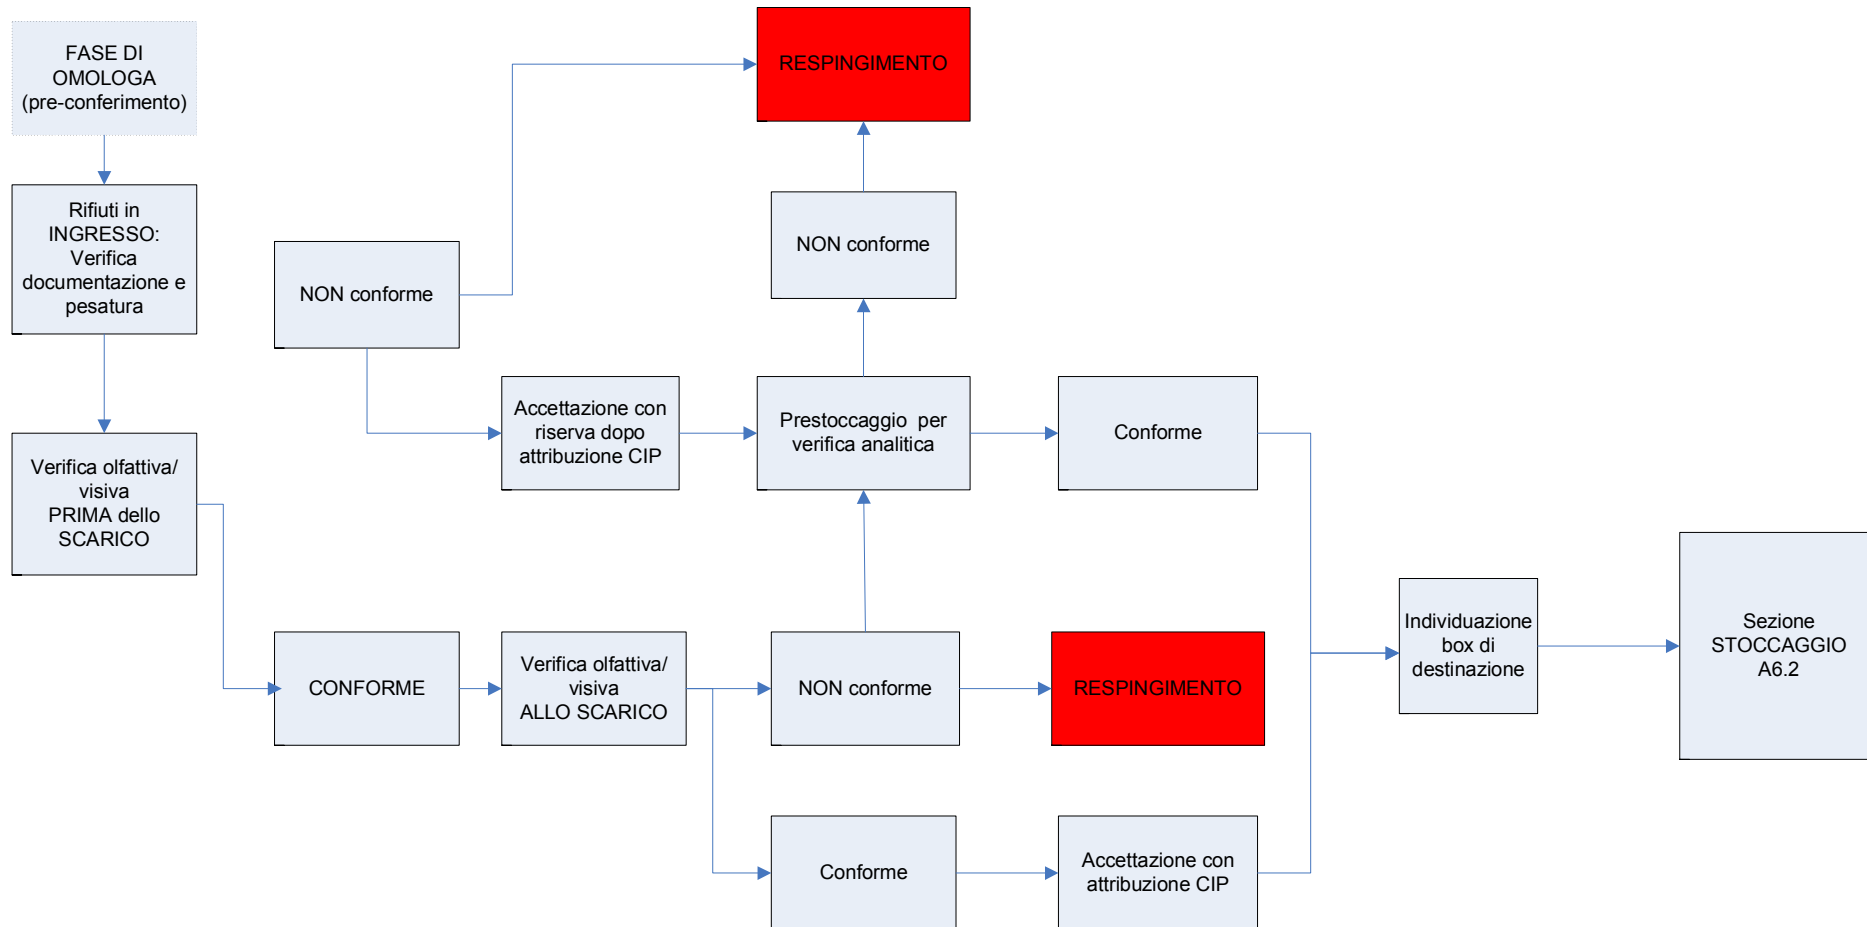 FASE DI
OMOLOGA
(pre-conferimento)
RESPINGIMENTO
Rifiuti in
INGRESSO:
Verifica
documentazione e
pesatura
NON conforme
NON conforme
Accettazione con
riserva dopo
attribuzione CIP
Prestoccaggio per
verifica analitica
Conforme
Verifica olfattiva/
visiva
PRIMA dello
SCARICO
CONFORME
Verifica olfattiva/
visiva
ALLO SCARICO
NON conforme
RESPINGIMENTO
Individuazione
box di
destinazione
Sezione
STOCCAGGIO
A6.2
Conforme
Accettazione con
attribuzione CIP